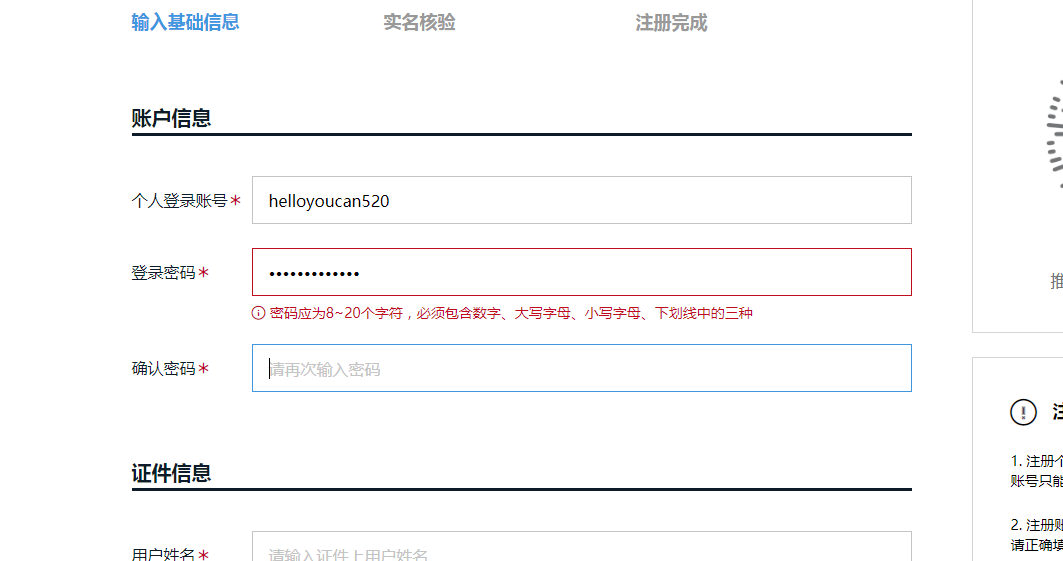 输入基础信息 实名核验 注册完成
账户信息
个人登录账号* helloyoucan520
登录密码* •••••••••••••
密码应为8~20个字符，必须包含数字、大写字母、小写字母、下划线中的三种
确认密码* 请再次输入密码
证件信息
用户姓名* 请输入证件上用户姓名
推
注
1. 注册个
账号只能
2. 注册账
请正确填